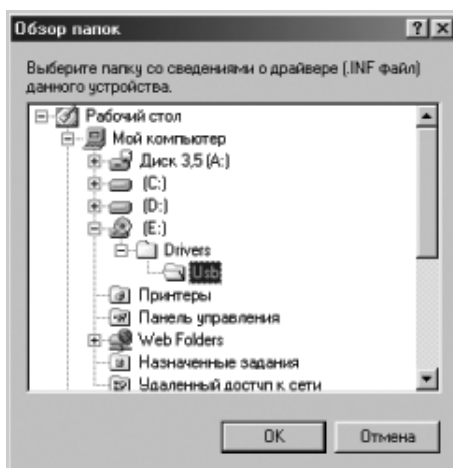 Обзор папок
Выберите папку со сведениями о драйвере (.INF файл)
данного устройства.
Рабочий стол
Мой компьютер
Диск 3,5 (A:)
(C:)
(D:)
(E:)
Drivers
Usb
Принтеры
Панель управления
Web Folders
Назначенные задания
Удаленный доступ к сети
OK Отмена